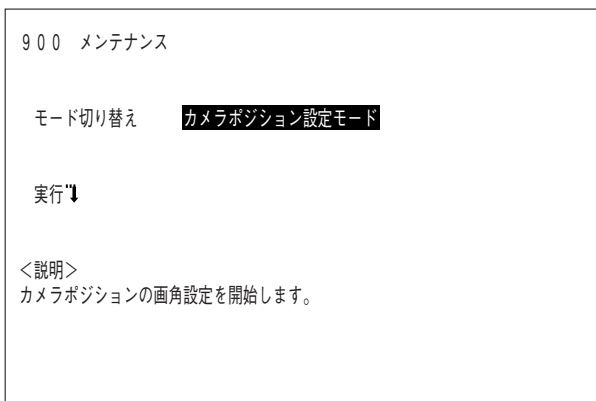 ９００　メンテナンス
モード切り替え　カメラポジション設定モード
実行
＜説明＞
カメラポジションの画角設定を開始します。